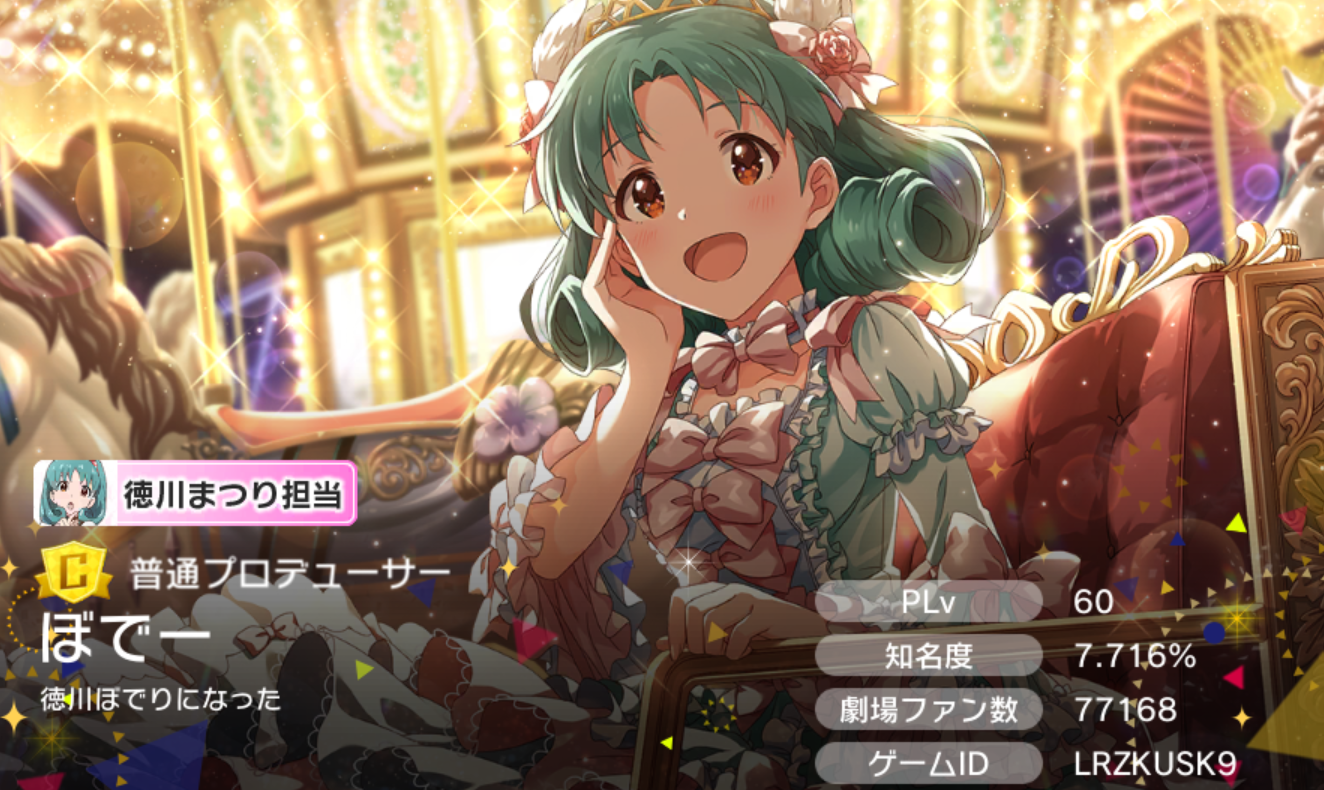 徳川まつり担当
C 普通プロデューサー
ぼでー
徳川ほでりになった
PLv 60
知名度 7.716%
劇場ファン数 77168
ゲームID LRZKUSK9